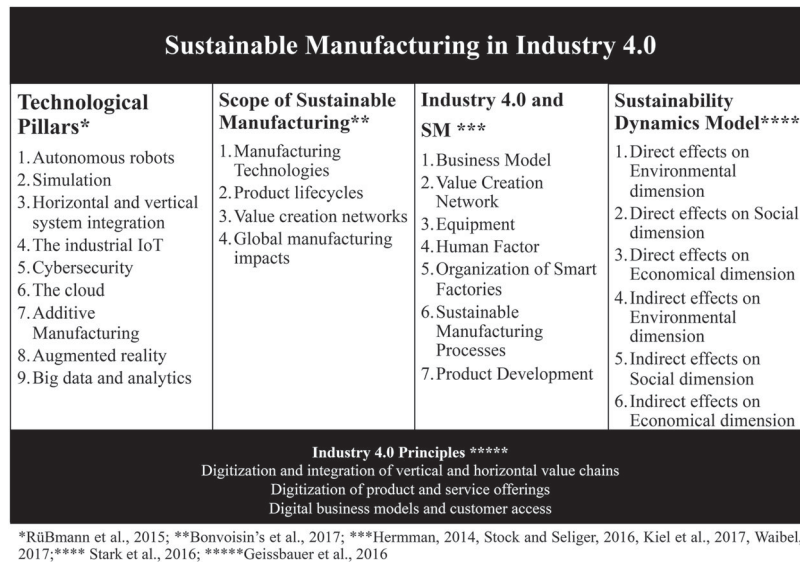 Sustainable Manufacturing in Industry 4.0
Technological
Pillars*
1. Autonomous robots
2. Simulation
3. Horizontal and vertical
system integration
4. The industrial IoT
5. Cybersecurity
6. The cloud
7. Additive
Manufacturing
8. Augmented reality
9. Big data and analytics
Scope of Sustainable
Manufacturing**
1. Manufacturing
Technologies
2. Product lifecycles
3. Value creation networks
4. Global manufacturing
impacts
Industry 4.0 and
SM ***
1. Business Model
2. Value Creation
Network
3. Equipment
4. Human Factor
5. Organization of Smart
Factories
6. Sustainable
Manufacturing
Processes
7. Product Development
Sustainability
Dynamics Model****
1. Direct effects on
Environmental
dimension
2. Direct effects on Social
dimension
3. Direct effects on
Economical dimension
4. Indirect effects on
Environmental
dimension
5. Indirect effects on
Social dimension
6. Indirect effects on
Economical dimension
Industry 4.0 Principles *****
Digitization and integration of vertical and horizontal value chains
Digitization of product and service offerings
Digital business models and customer access
*RüBmann et al., 2015; **Bonvoisin’s et al., 2017; ***Hermman, 2014, Stock and Seliger, 2016, Kiel et al., 2017, Waibel,
2017;**** Stark et al., 2016; *****Geissbauer et al., 2016